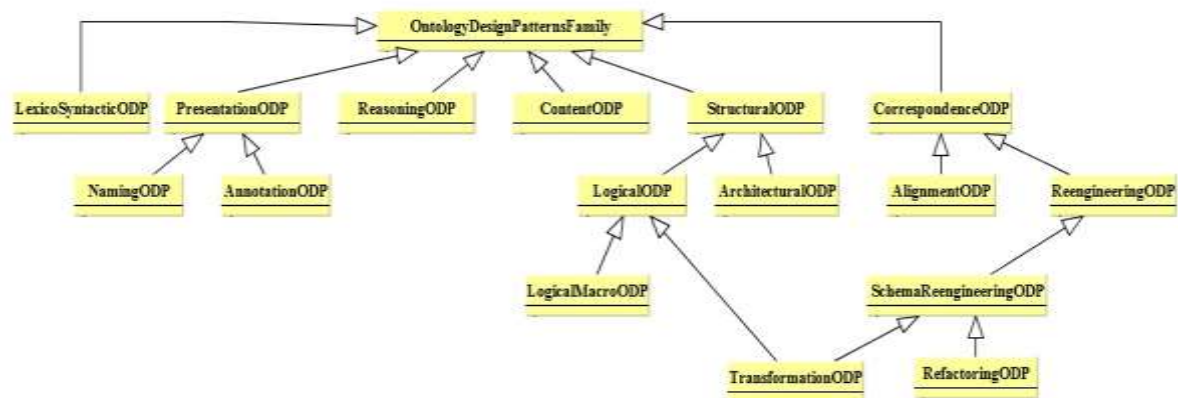 OntologyDesignPatternsFamily
LexicoSyntacticODP
PresentationODP
ReasoningODP
ContentODP
StructuralODP
CorrespondenceODP
NamingODP
AnnotationODP
LogicalODP
ArchitecturalODP
AlignmentODP
ReengineeringODP
LogicalMacroODP
SchemaReengineeringODP
TransformationODP
RefactoringODP